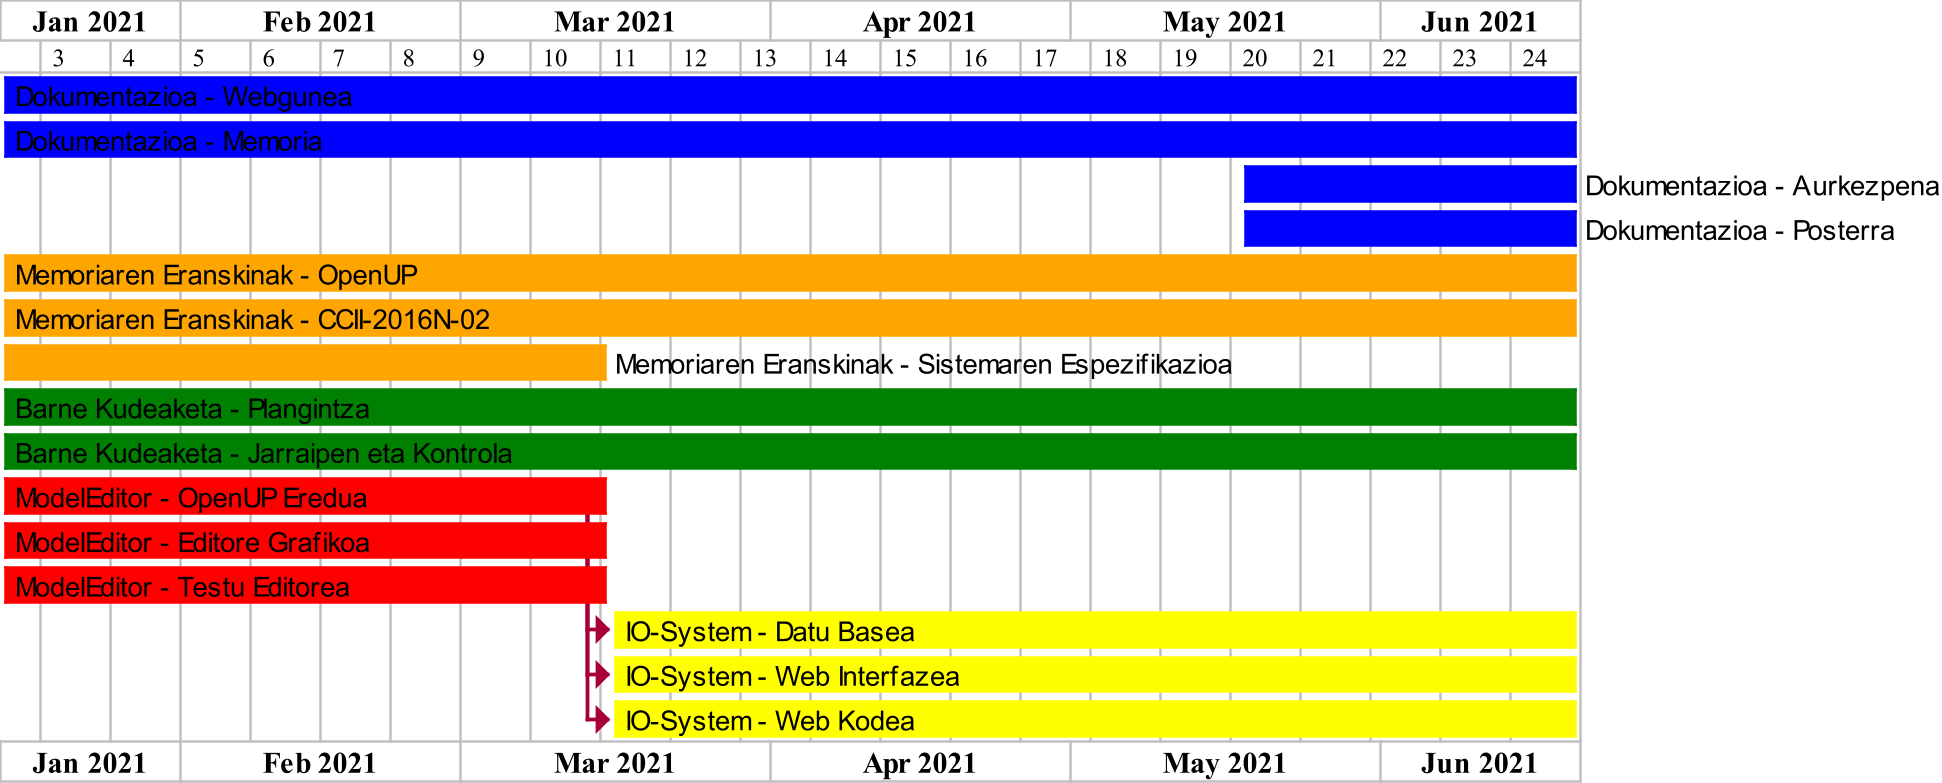 Jan 2021 Feb 2021 Mar 2021 Apr 2021 May 2021 Jun 2021
3 4 5 6 7 8 9 10 11 12 13 14 15 16 17 18 19 20 21 22 23 24
Dokumentazioa - Webgunea
Dokumentazioa - Memoria
Dokumentazioa - Aurkezpena
Dokumentazioa - Posterra
Memoriaren Eranskinak - OpenUP
Memoriaren Eranskinak - CCII-2016N-02
Memoriaren Eranskinak - Sistemaren Espezifikazioa
Barne Kudeaketa - Plangintza
Barne Kudeaketa - Jarraipen eta Kontrola
ModelEditor - OpenUP Eredua
ModelEditor - Editore Grafikoa
ModelEditor - Testu Editorea
IO-System - Datu Basea
IO-System - Web Interfazea
IO-System - Web Kodea
Jan 2021 Feb 2021 Mar 2021 Apr 2021 May 2021 Jun 2021